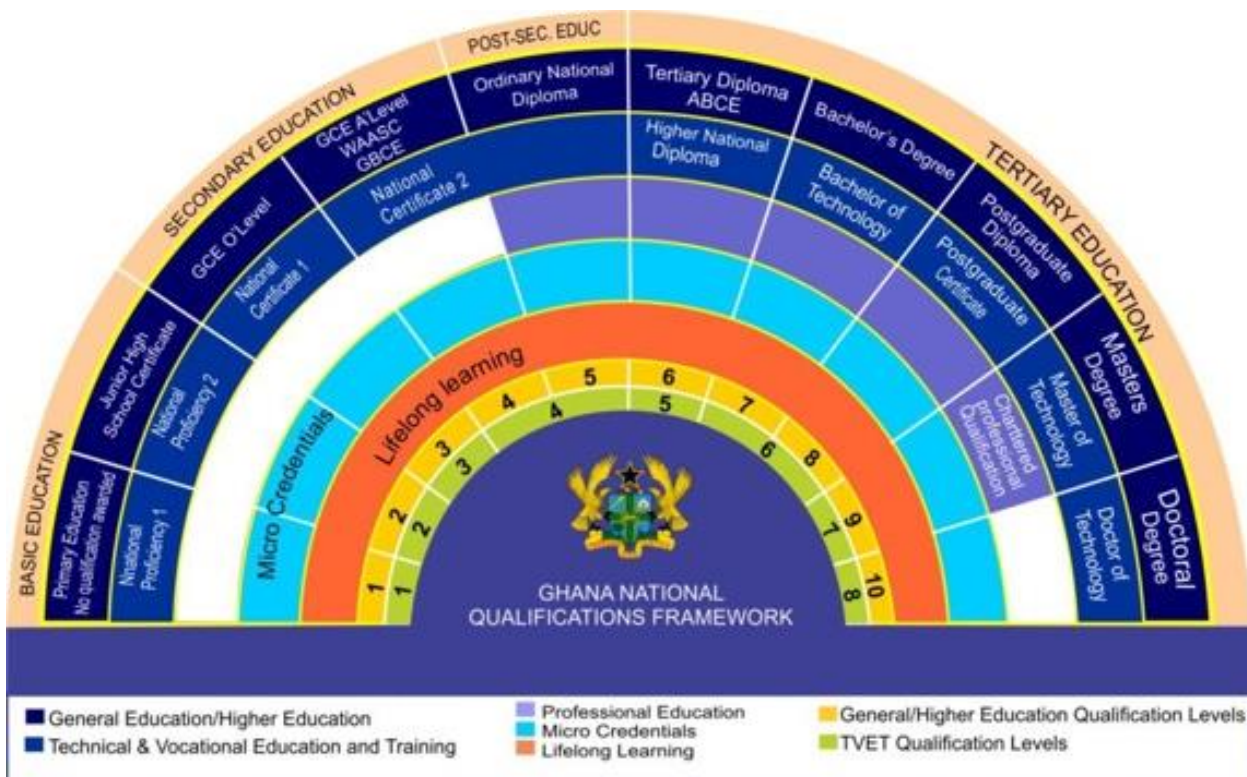 BASIC EDUCATION
SECONDARY EDUCATION
POST-SEC. EDUC
TERTIARY EDUCATION
Primary Education
No qualification awarded
Junior High
School Certificate
GCE O'Level
GCE A'Level
WAASC
GBCE
Ordinary National
Diploma
Tertiary Diploma
ABCE
Bachelor's Degree
Postgraduate
Diploma
Masters
Degree
Doctoral
Degree
Nnational
Proficiency 1
National
Proficiency 2
National
Certificate 1
National
Certificate 2
Higher National
Diploma
Bachelor of
Technology
Postgraduate
Certificate
Master of
Technology
Doctor of
Technology
Chartered
professional
Qualification
Micro Credentials
Lifelong learning
1
2
3
4
5
6
7
8
9
10
1
2
3
4
5
6
7
8
GHANA NATIONAL
QUALIFICATIONS FRAMEWORK
General Education/Higher Education
Technical & Vocational Education and Training
Professional Education
Micro Credentials
Lifelong Learning
General/Higher Education Qualification Levels
TVET Qualification Levels